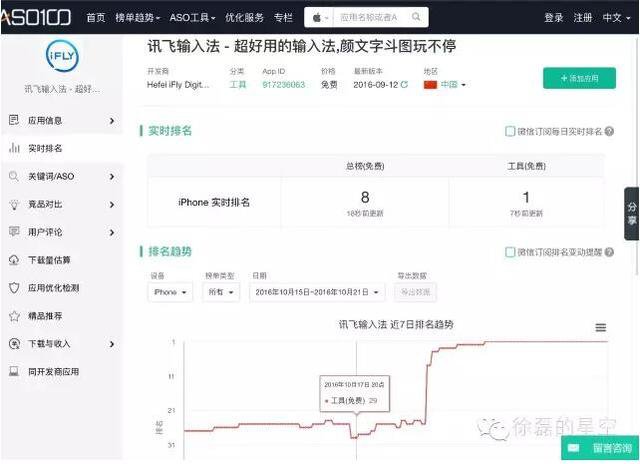 ASO100 首页 榜单趋势 ASO工具 优化服务 专栏 应用名称或者A 登录 注册 中文
iFLY
讯飞输入法 - 超好...
讯飞输入法 - 超好用的输入法,颜文字斗图玩不停
开发商 分类 App ID 价格 最新版本 地区
Hefei iFly Digit... 工具 917236063 免费 2016-09-12 中国
+ 添加应用
应用信息
实时排名
关键词/ASO
竞品对比
用户评论
下载量估算
应用优化检测
精品推荐
下载与收入
同开发商应用
实时排名
微信订阅每日实时排名
总榜(免费) 工具(免费)
iPhone 实时排名 8 1
18秒前更新 7秒前更新
分享
排名趋势
微信订阅排名变动提醒
设备 榜单类型 日期 导出数据
iPhone 所有 2016年10月15日~2016年10月21日 导出数据
讯飞输入法 近7日排名趋势
1
11
21
31
排名
2016年10月17日 20点
工具(免费) 29
徐磊的星空
留言咨询